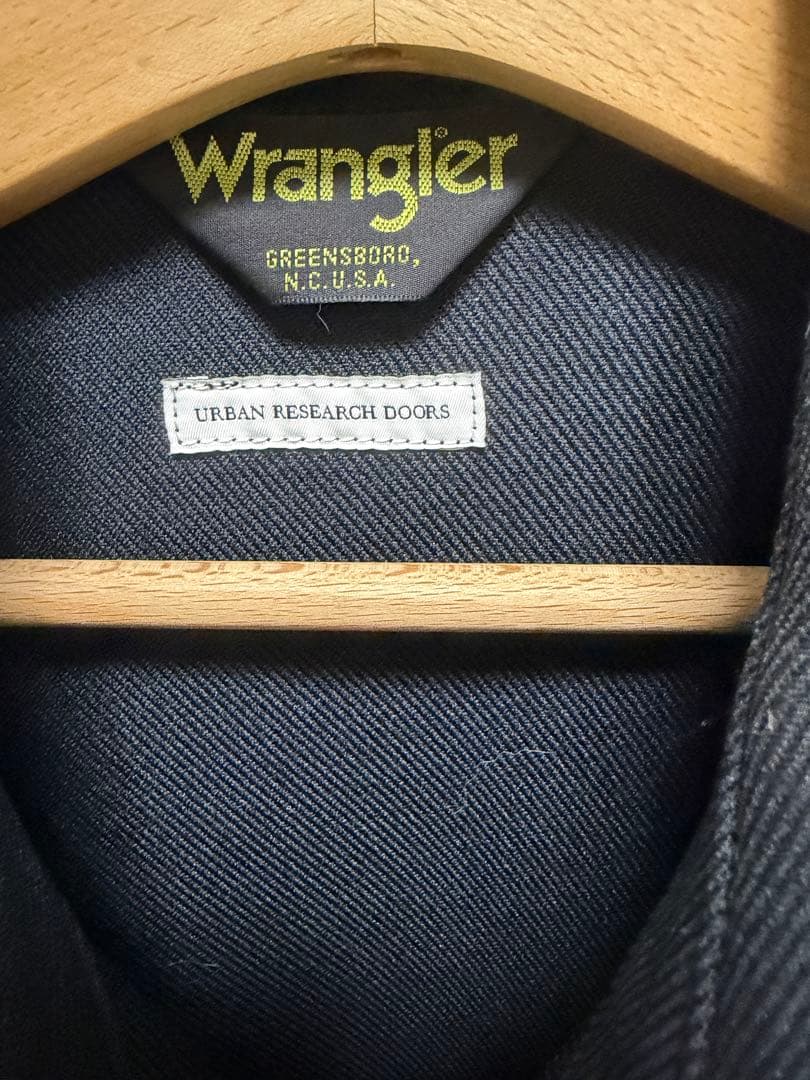 Wrangler®
GREENSBORO,
N.C.U.S.A.
URBAN RESEARCH DOORS